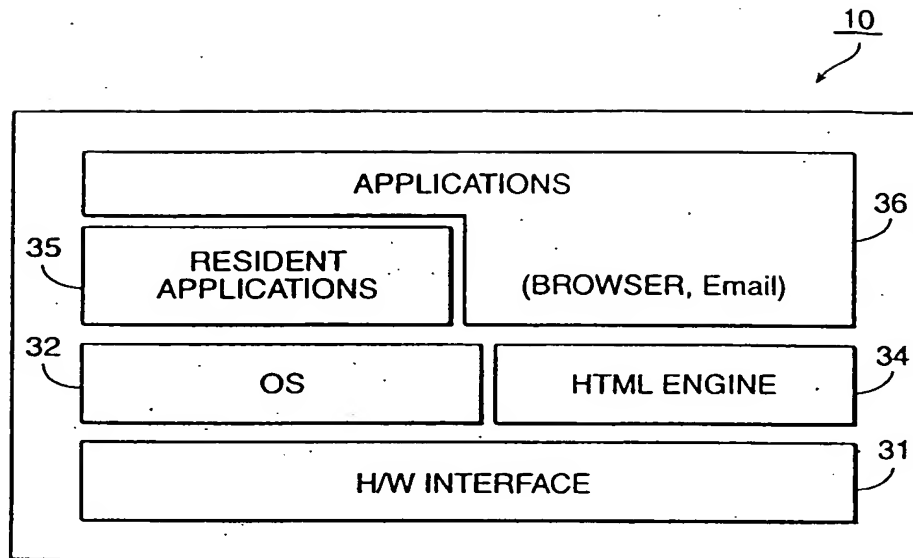 10
APPLICATIONS
36
35
RESIDENT
APPLICATIONS
(BROWSER, Email)
32
OS
HTML ENGINE
34
31
H/W INTERFACE